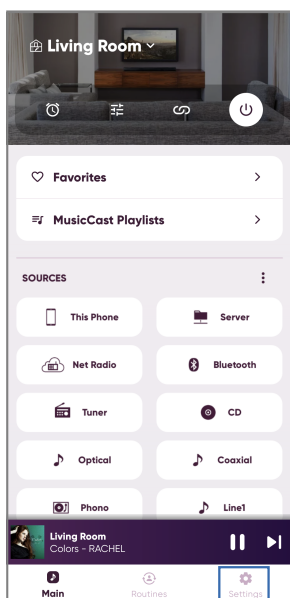 Living Room
Favorites
MusicCast Playlists
SOURCES
This Phone
Server
Net Radio
Bluetooth
Tuner
CD
Optical
Coaxial
Phono
Line1
Living Room
Colors - RACHEL
Main
Routines
Settings